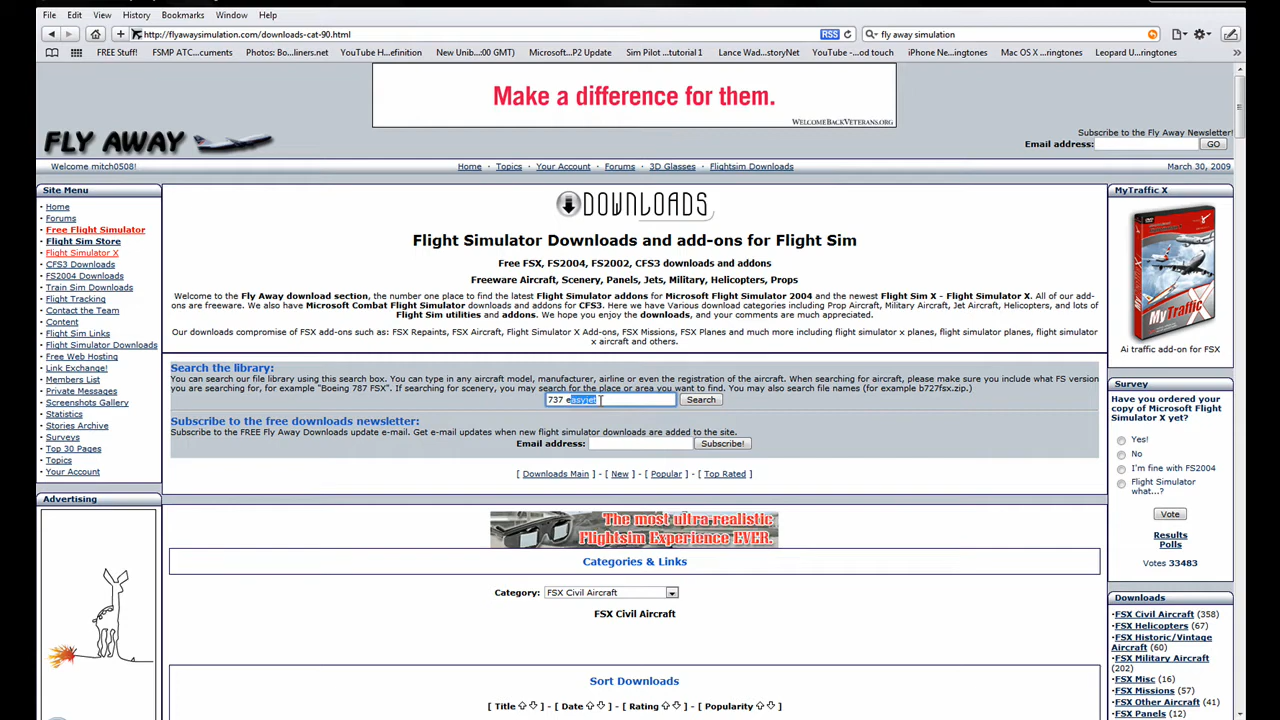 File Edit View History Bookmarks Window Help
http://flyawaysimulation.com/downloads-cat-90.html RSS fly away simulation
FREE Stuff! FSMP ATC...cuments Photos: Bo...liners.net YouTube H...efinition New Unib...:00 GMT) Microsoft...P2 Update Sim Pilot ...tutorial 1 Lance Wad...storyNet YouTube -...od touch iPhone Ne...ingtones Mac OS X ...ringtones Leopard U...ringtones
Make a difference for them.
WELCOMEBACKVETERANS.ORG
FLY AWAY
Subscribe to the Fly Away Newsletter!
Email address: GO
Welcome mitch0508! Home · Topics · Your Account · Forums · 3D Glasses · Flightsim Downloads March 30, 2009
Site Menu
Home
Forums
Free Flight Simulator
Flight Sim Store
Flight Simulator X
CFS3 Downloads
FS2004 Downloads
Train Sim Downloads
Flight Tracking
Contact the Team
Content
Flight Sim Links
Flight Simulator Downloads
Free Web Hosting
Link Exchange!
Members List
Private Messages
Screenshots Gallery
Statistics
Stories Archive
Surveys
Top 30 Pages
Topics
Your Account
Advertising
DOWNLOADS
Flight Simulator Downloads and add-ons for Flight Sim
Free FSX, FS2004, FS2002, CFS3 downloads and addons
Freeware Aircraft, Scenery, Panels, Jets, Military, Helicopters, Props
Welcome to the Fly Away download section, the number one place to find the latest Flight Simulator addons for Microsoft Flight Simulator 2004 and the newest Flight Sim X - Flight Simulator X. All of our add-
ons are freeware. We also have Microsoft Combat Flight Simulator downloads and addons for CFS3. Here we have Various download categories including Prop Aircraft, Military Aircraft, Jet Aircraft, Helicopters, and lots of
Flight Sim utilities and addons. We hope you enjoy the downloads, and your comments are much appreciated.
Our downloads compromise of FSX add-ons such as: FSX Repaints, FSX Aircraft, Flight Simulator X Add-ons, FSX Missions, FSX Planes and much more including flight simulator x planes, flight simulator planes, flight simulator
x aircraft and others.
Search the library:
You can search our file library using this search box. You can type in any aircraft model, manufacturer, airline or even the registration of the aircraft. When searching for aircraft, please make sure you include what FS version
you are searching for, for example "Boeing 787 FSX". If searching for scenery, you may search for the place or area you want to find. You may also search file names (for example b727fsx.zip).
737 easyjet Search
Subscribe to the free downloads newsletter:
Subscribe to the FREE Fly Away Downloads update e-mail. Get e-mail updates when new flight simulator downloads are added to the site.
Email address: Subscribe!
[ Downloads Main ] - [ New ] - [ Popular ] - [ Top Rated ]
The most ultra-realistic
Flightsim Experience EVER.
Categories & Links
Category: FSX Civil Aircraft
FSX Civil Aircraft
Sort Downloads
[ Title ] - [ Date ] - [ Rating ] - [ Popularity ]
MyTraffic X
MyTraffic
Ai traffic add-on for FSX
Survey
Have you ordered your
copy of Microsoft Flight
Simulator X yet?
Yes!
No
I'm fine with FS2004
Flight Simulator
what...?
Vote
Results
Polls
Votes 33483
Downloads
·FSX Civil Aircraft (358)
·FSX Helicopters (67)
·FSX Historic/Vintage
Aircraft (60)
·FSX Military Aircraft
(202)
·FSX Misc (16)
·FSX Missions (57)
·FSX Other Aircraft (41)
·FSX Panels (12)